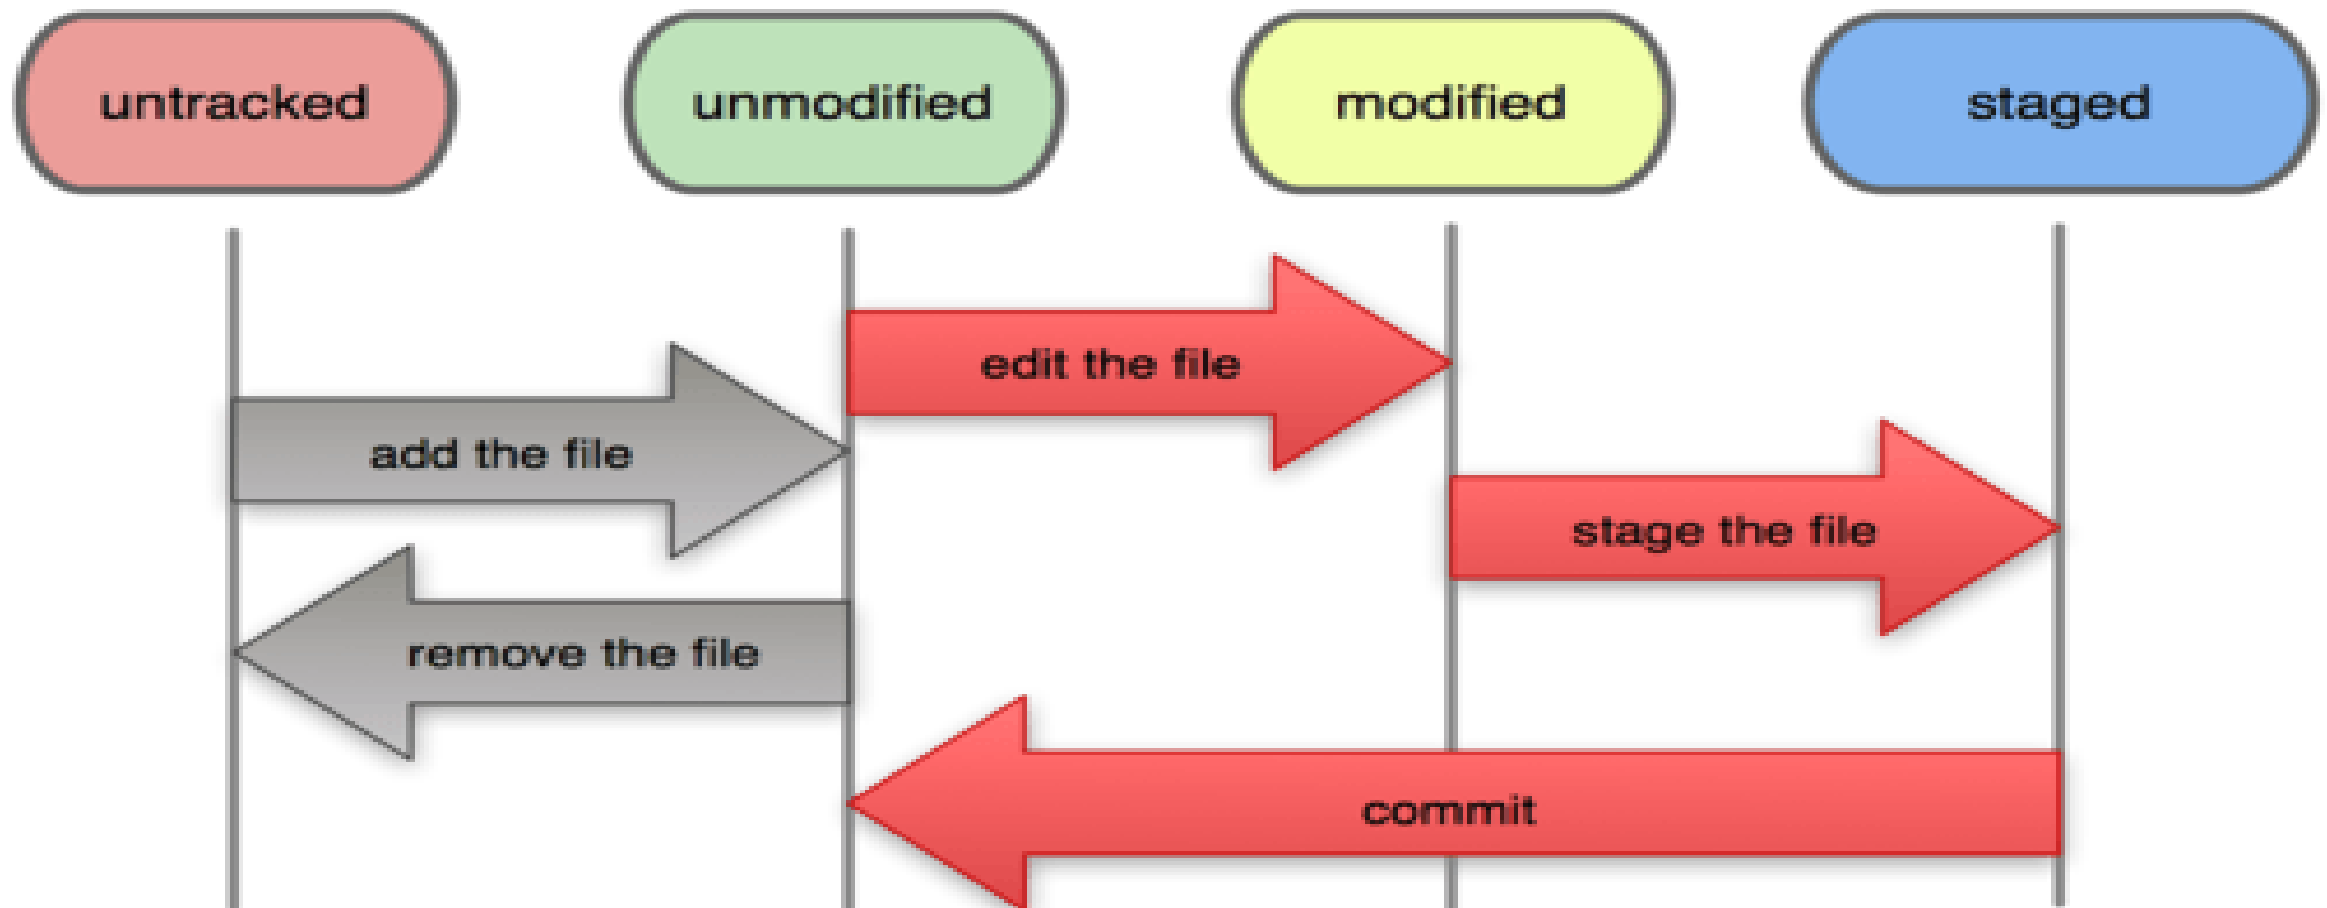 untracked
unmodified
modified
staged
edit the file
add the file
stage the file
remove the file
commit